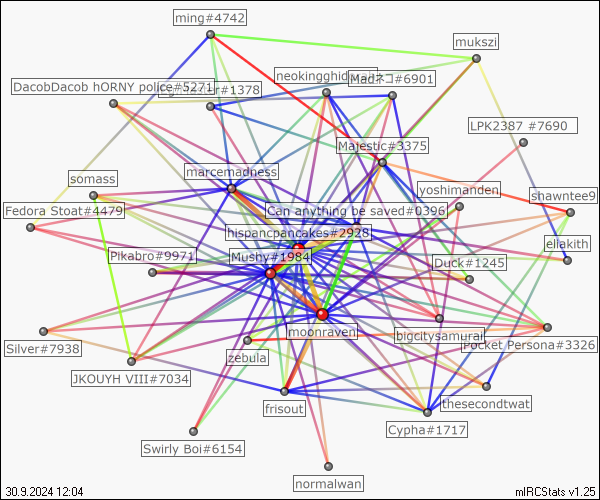 ming#4742
mukszi
neokingghid
Madネコ#6901
DacobDacob hORNY police#5271
#1378
LPK2387 #7690
Majestic#3375
marcemadness
somass
yoshimanden
shawntee9
Fedora Stoat#4479
Can anything be saved#0396
hispancpancakes#2928
ellakith
Pikabro#9971
Mushy#1984
Duck#1245
moonraven
bigcitysamurai
Pocket Persona#3326
Silver#7938
zebula
JKOUYH VIII#7034
frisout
thesecondtwat
Cypha#1717
Swirly Boi#6154
normalwan
30.9.2024 12:04
mIRCStats v1.25